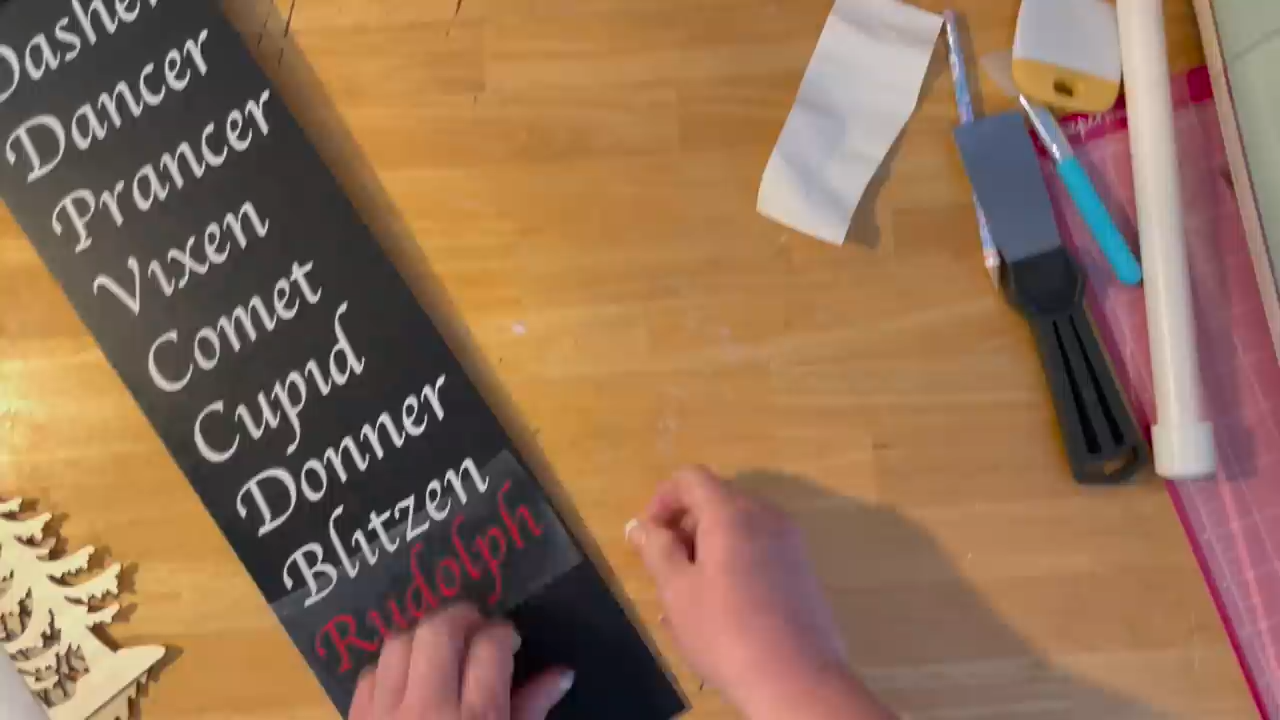 Dasher
Dancer
Prancer
Vixen
Comet
Cupid
Donner
Blitzen
Rudolph